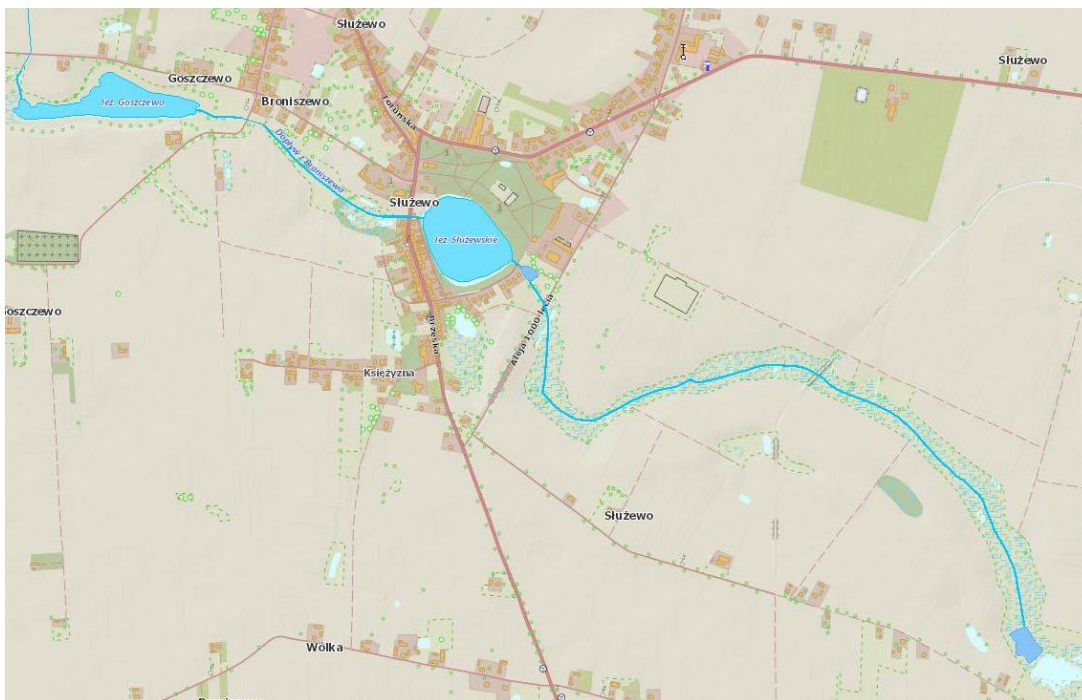 Służewo
Goszczewo
Służewo
Jez. Goszczewo
Broniszewo
Toruńska
Dopływ z Broniszewo
Służewo
Jez. Służewskie
Goszczewo
Brzeska
Aleja 1000-lecia
Księżyzna
Służewo
Wólka